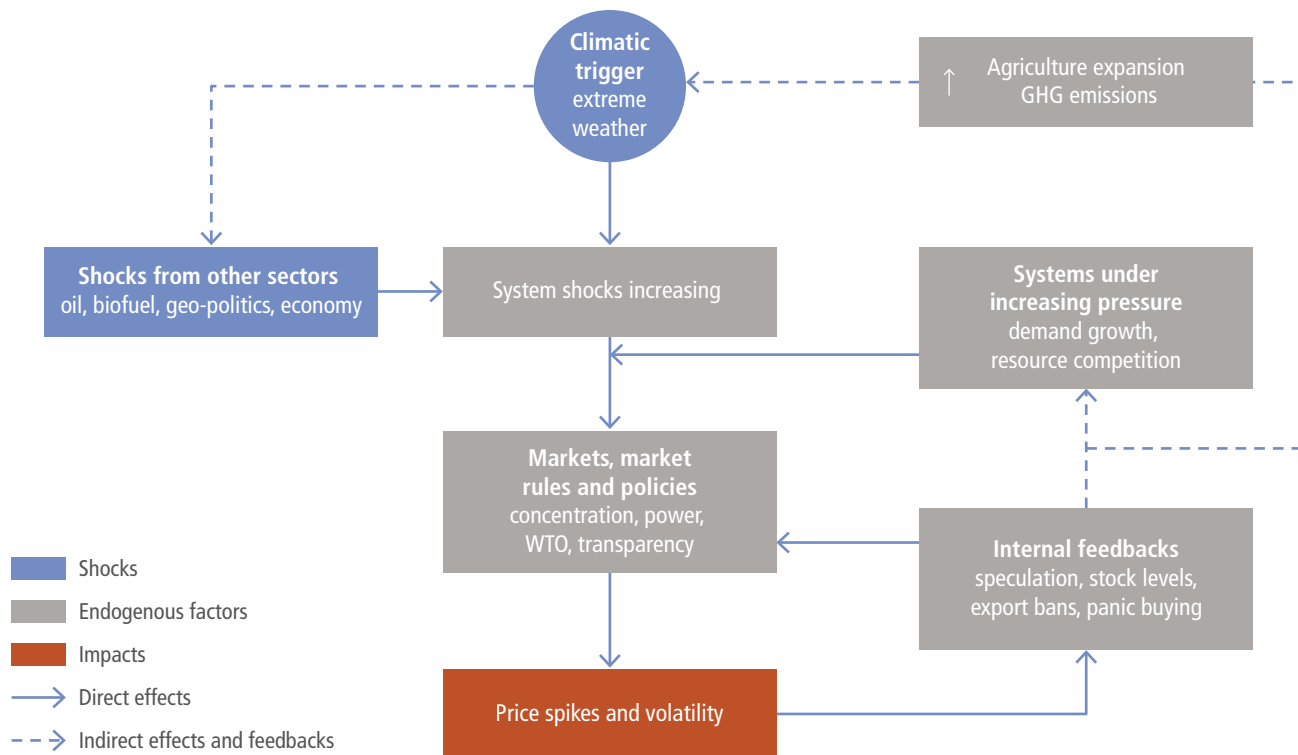 Climatic
trigger
extreme
weather
↑ Agriculture expansion
GHG emissions
Shocks from other sectors
oil, biofuel, geo-politics, economy
System shocks increasing
Systems under
increasing pressure
demand growth,
resource competition
Markets, market
rules and policies
concentration, power,
WTO, transparency
Internal feedbacks
speculation, stock levels,
export bans, panic buying
Price spikes and volatility
Shocks
Endogenous factors
Impacts
Direct effects
Indirect effects and feedbacks